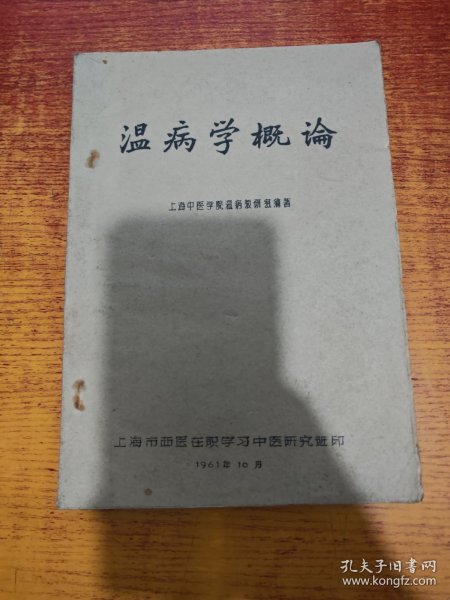 温病学概论
上海中医学院温病教研组编著
上海市西医在职学习中医研究班印
1961年10月
孔夫子旧书网
www.kongfz.com